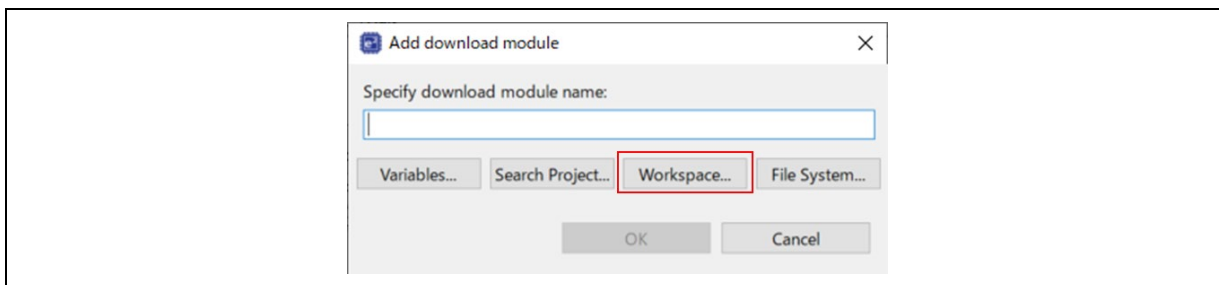 Add download module
Specify download module name:
Variables... Search Project... Workspace... File System...
OK Cancel